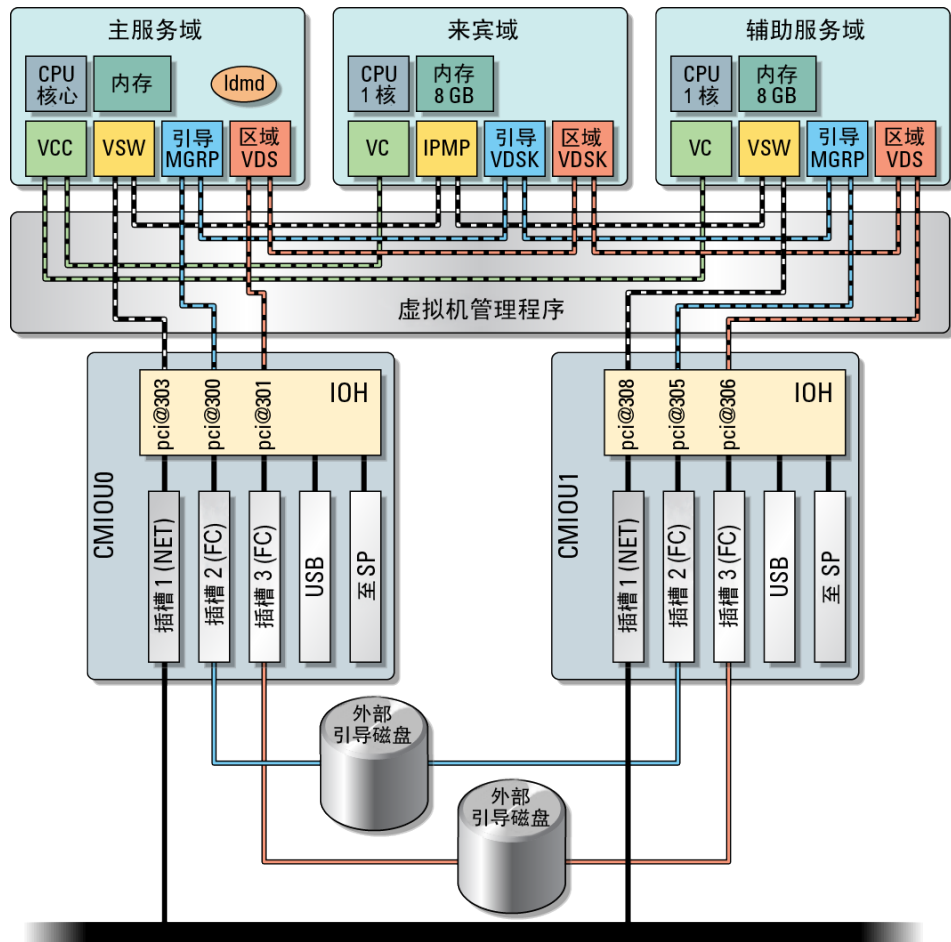 主服务域
CPU
核心
内存
ldmd
VCC
VSW
引导
MGRP
区域
VDS
来宾域
CPU
1 核
内存
8 GB
VC
IPMP
引导
VDSK
区域
VDSK
辅助服务域
CPU
1 核
内存
8 GB
VC
VSW
引导
MGRP
区域
VDS
虚拟机管理程序
CMIOU0
IOH
pci@303
pci@300
pci@301
插槽 1 (NET)
插槽 2 (FC)
插槽 3 (FC)
USB
至 SP
CMIOU1
IOH
pci@308
pci@305
pci@306
插槽 1 (NET)
插槽 2 (FC)
插槽 3 (FC)
USB
至 SP
外部
引导磁盘
外部
引导磁盘